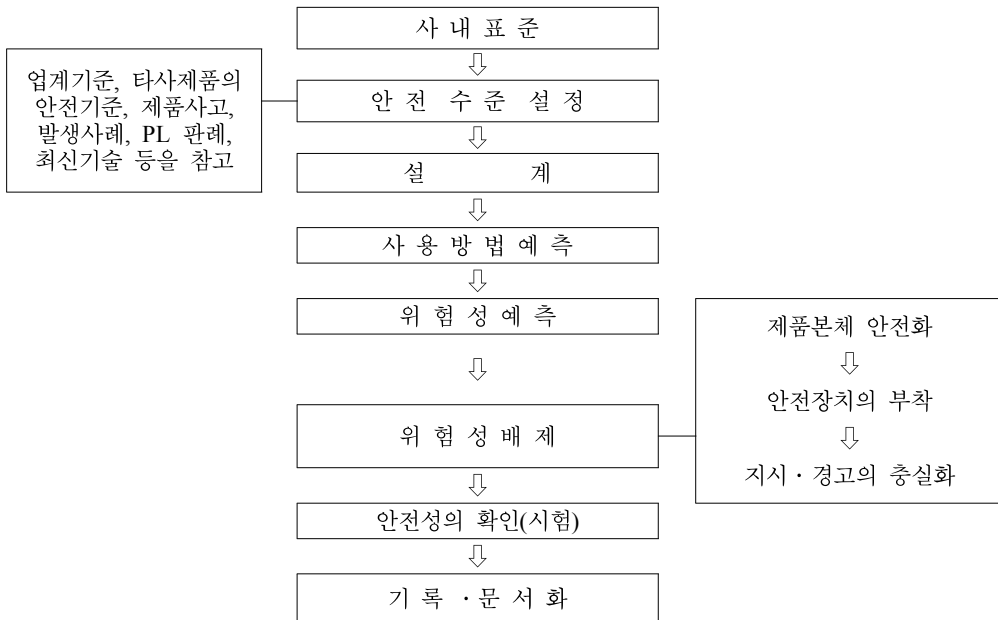 사 내 표 준
업계기준, 타사제품의
안전기준, 제품사고,
발생사례, PL 판례,
최신기술 등을 참고
안 전 수 준 설 정
설 계
사 용 방 법 예 측
위 험 성 예 측
위 험 성 배 제
제품본체 안전화
안전장치의 부착
지시 · 경고의 충실화
안전성의 확인(시험)
기 록 · 문 서 화